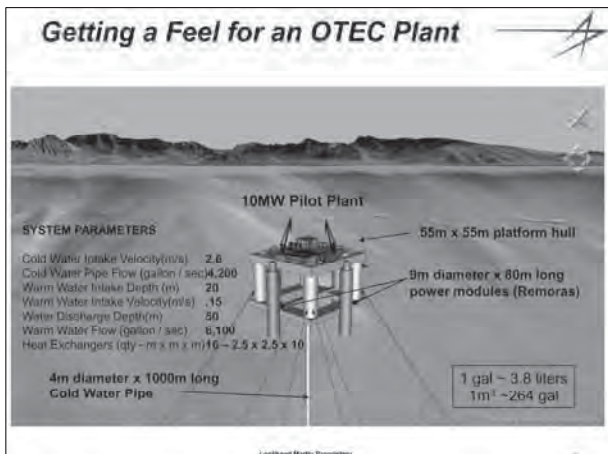 Getting a Feel for an OTEC Plant
10MW Pilot Plant
SYSTEM PARAMETERS
55m x 55m platform hull
Cold Water Intake Velocity(m/s) 2.6
Cold Water Pipe Flow (gallon / sec) 4,200
Warm Water Intake Depth (m) 20
Warm Water Intake Velocity(m/s) .15
Water Discharge Depth(m) 50
Warm Water Flow (gallon / sec) 6,100
Heat Exchangers (qty – m x m x m) 16 – 2.5 x 2.5 x 10
9m diameter x 80m long
power modules (Remoras)
4m diameter x 1000m long
Cold Water Pipe
1 gal ~ 3.8 liters
1m³ ~264 gal
Lockheed Martin Proprietary